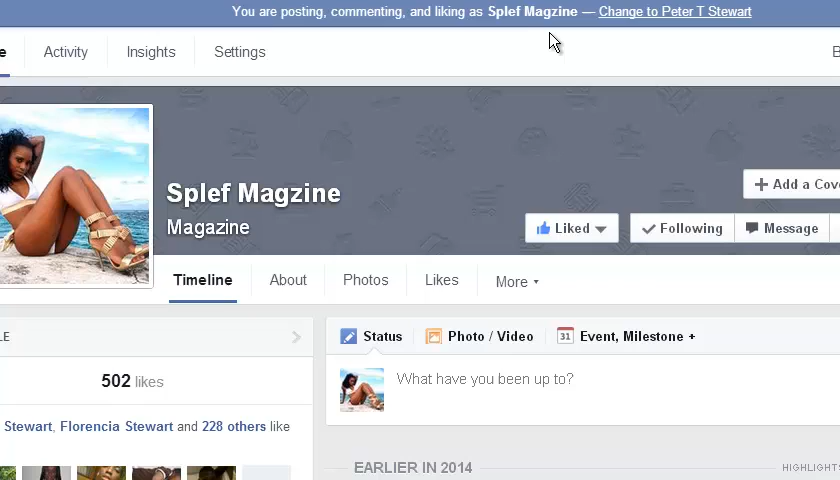 You are posting, commenting, and liking as Splef Magzine — Change to Peter T Stewart
Activity Insights Settings
Splef Magzine
Magazine
Add a Cov
Liked Following Message
Timeline About Photos Likes More
Status Photo / Video 31 Event, Milestone +
502 likes
What have you been up to?
Stewart, Florencia Stewart and 228 others like
EARLIER IN 2014
HIGHLIGHTS